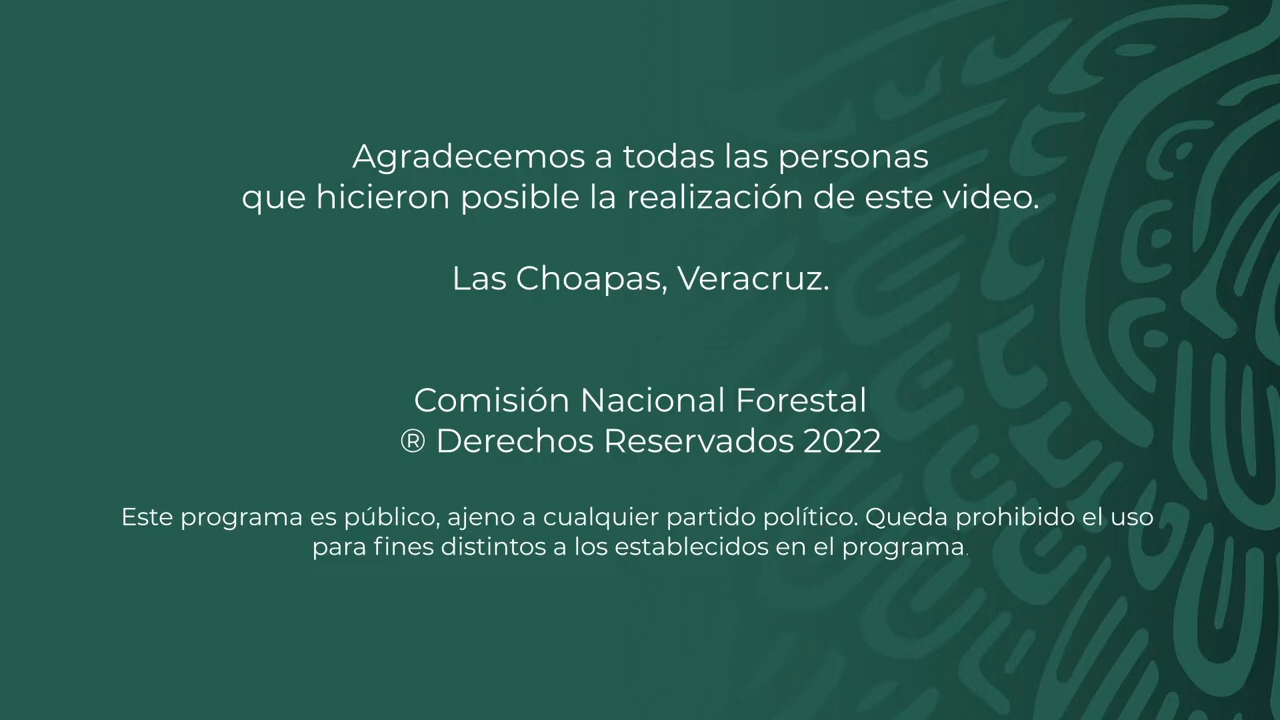 Agradecemos a todas las personas
que hicieron posible la realización de este video.
Las Choapas, Veracruz.
Comisión Nacional Forestal
® Derechos Reservados 2022
Este programa es público, ajeno a cualquier partido político. Queda prohibido el uso
para fines distintos a los establecidos en el programa.